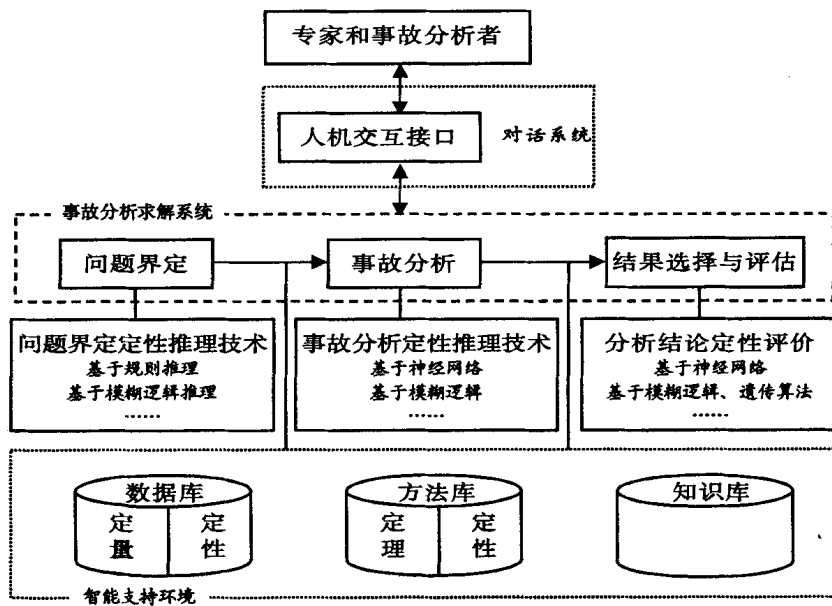 专家和事故分析者
人机交互接口
对话系统
事故分析求解系统
问题界定
事故分析
结果选择与评估
问题界定定性推理技术
基于规则推理
基于模糊逻辑推理
......
事故分析定性推理技术
基于神经网络
基于模糊逻辑
......
分析结论定性评价
基于神经网络
基于模糊逻辑、遗传算法
......
数据库
定量
定性
方法库
定理
定性
知识库
智能支持环境